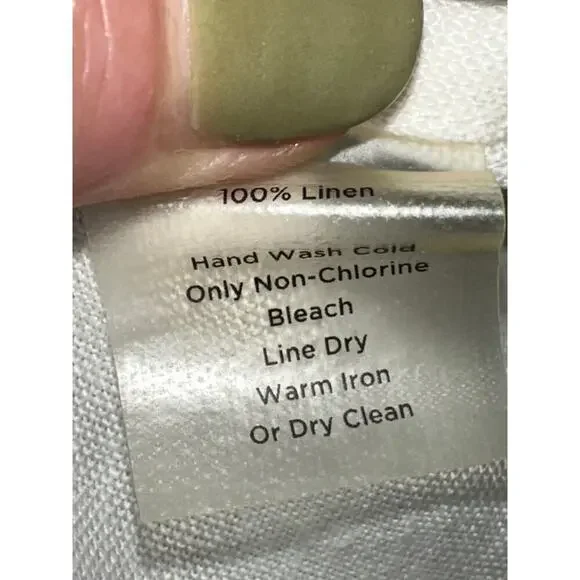 100% Linen
Hand Wash Cold
Only Non-Chlorine
Bleach
Line Dry
Warm Iron
Or Dry Clean